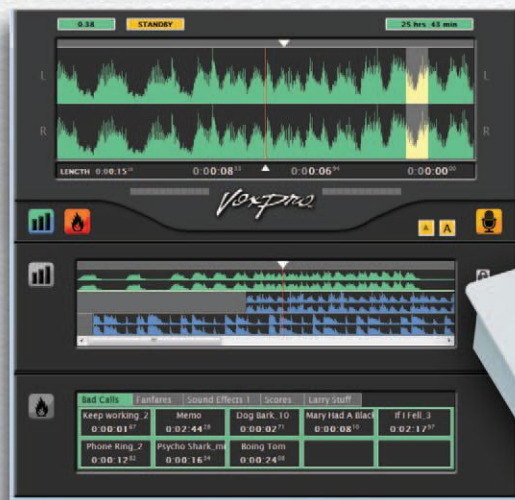 0:38 STANDBY 25 hrs :43 min
L L
R R
LENGTH 0:00:15 0:00:08 0:00:06 0:00:00
Voxpro
A A
Bad Calls Fanfares Sound Effects 1 Scores Larry Stuff
Keep working_2 Memo Dog Bark_10 Mary Had A Black If I Fell_3
0:00:01 0:02:44 0:00:02 0:00:08 0:02:17
Phone Ring_2 Psycho Shark_mi Boing Tom
0:00:12 0:00:16 0:00:24